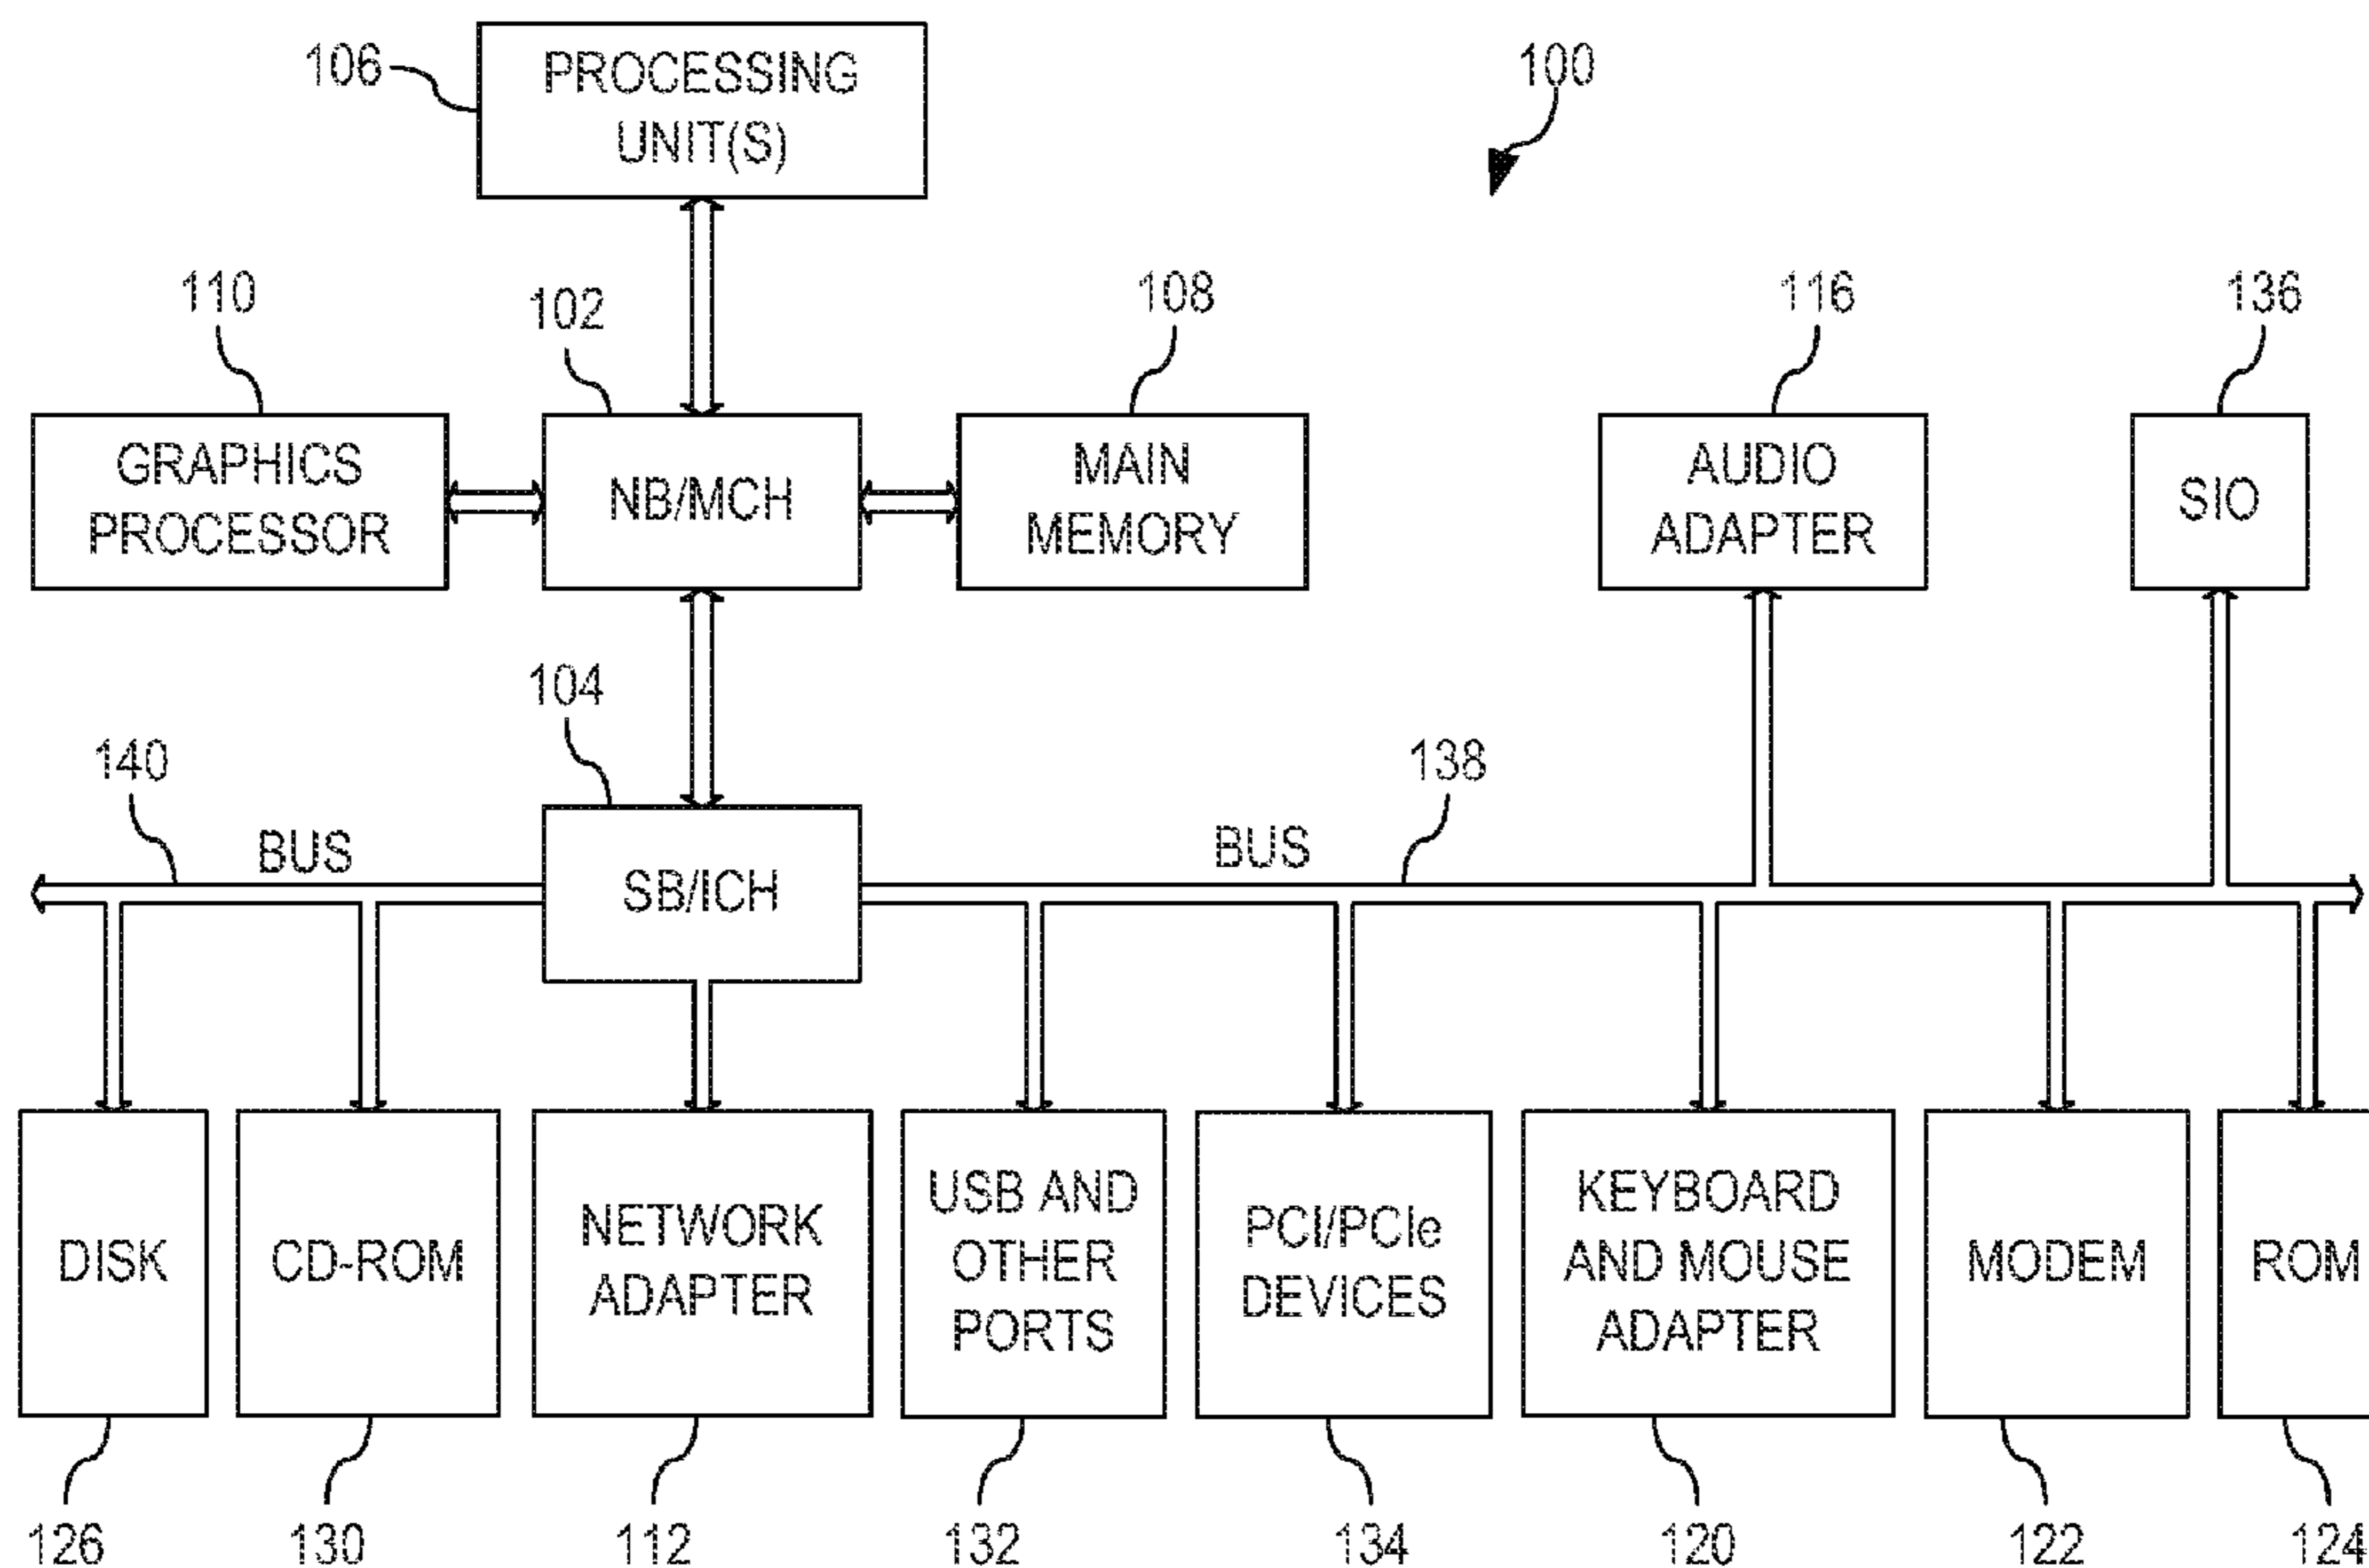 106
PROCESSING
UNIT(S)
100
110
102
108
116
136
GRAPHICS
PROCESSOR
NB/MCH
MAIN
MEMORY
AUDIO
ADAPTER
SIO
104
140
138
BUS
BUS
SB/ICH
DISK
CD-ROM
NETWORK
ADAPTER
USB AND
OTHER
PORTS
PCI/PCIe
DEVICES
KEYBOARD
AND MOUSE
ADAPTER
MODEM
ROM
126
130
112
132
134
120
122
124